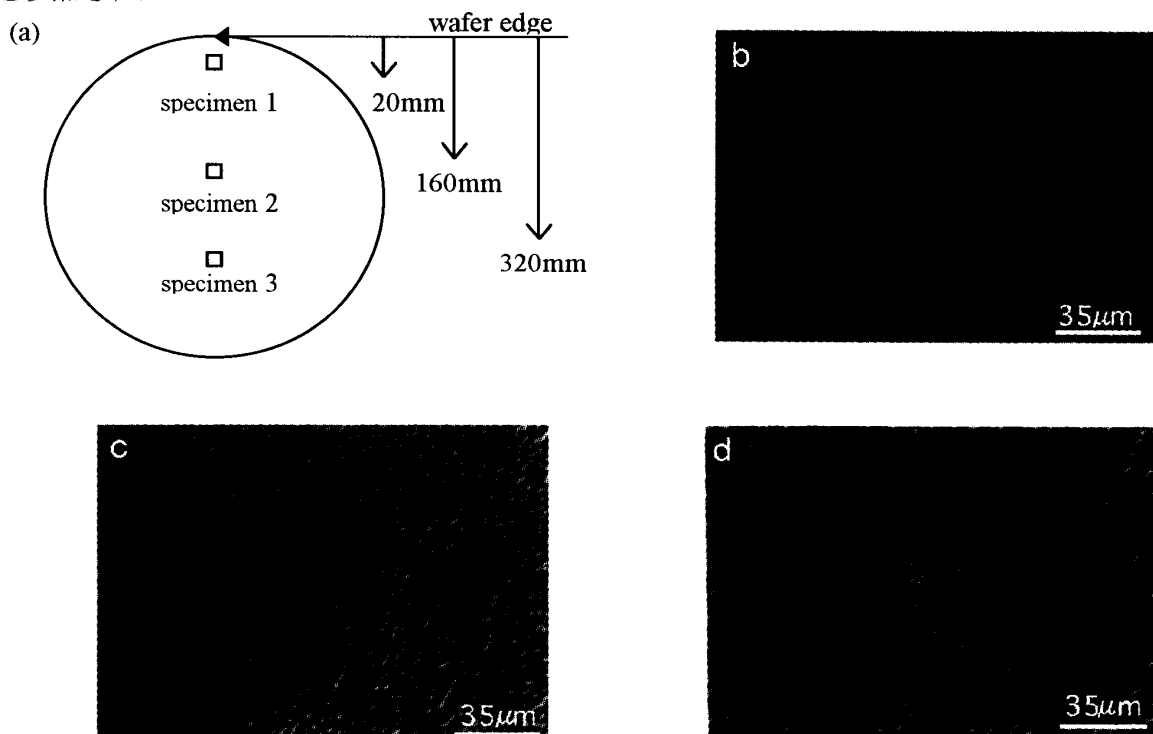 (a)
wafer edge
specimen 1
20mm
160mm
specimen 2
320mm
specimen 3
b
35μm
c
35μm
d
35μm